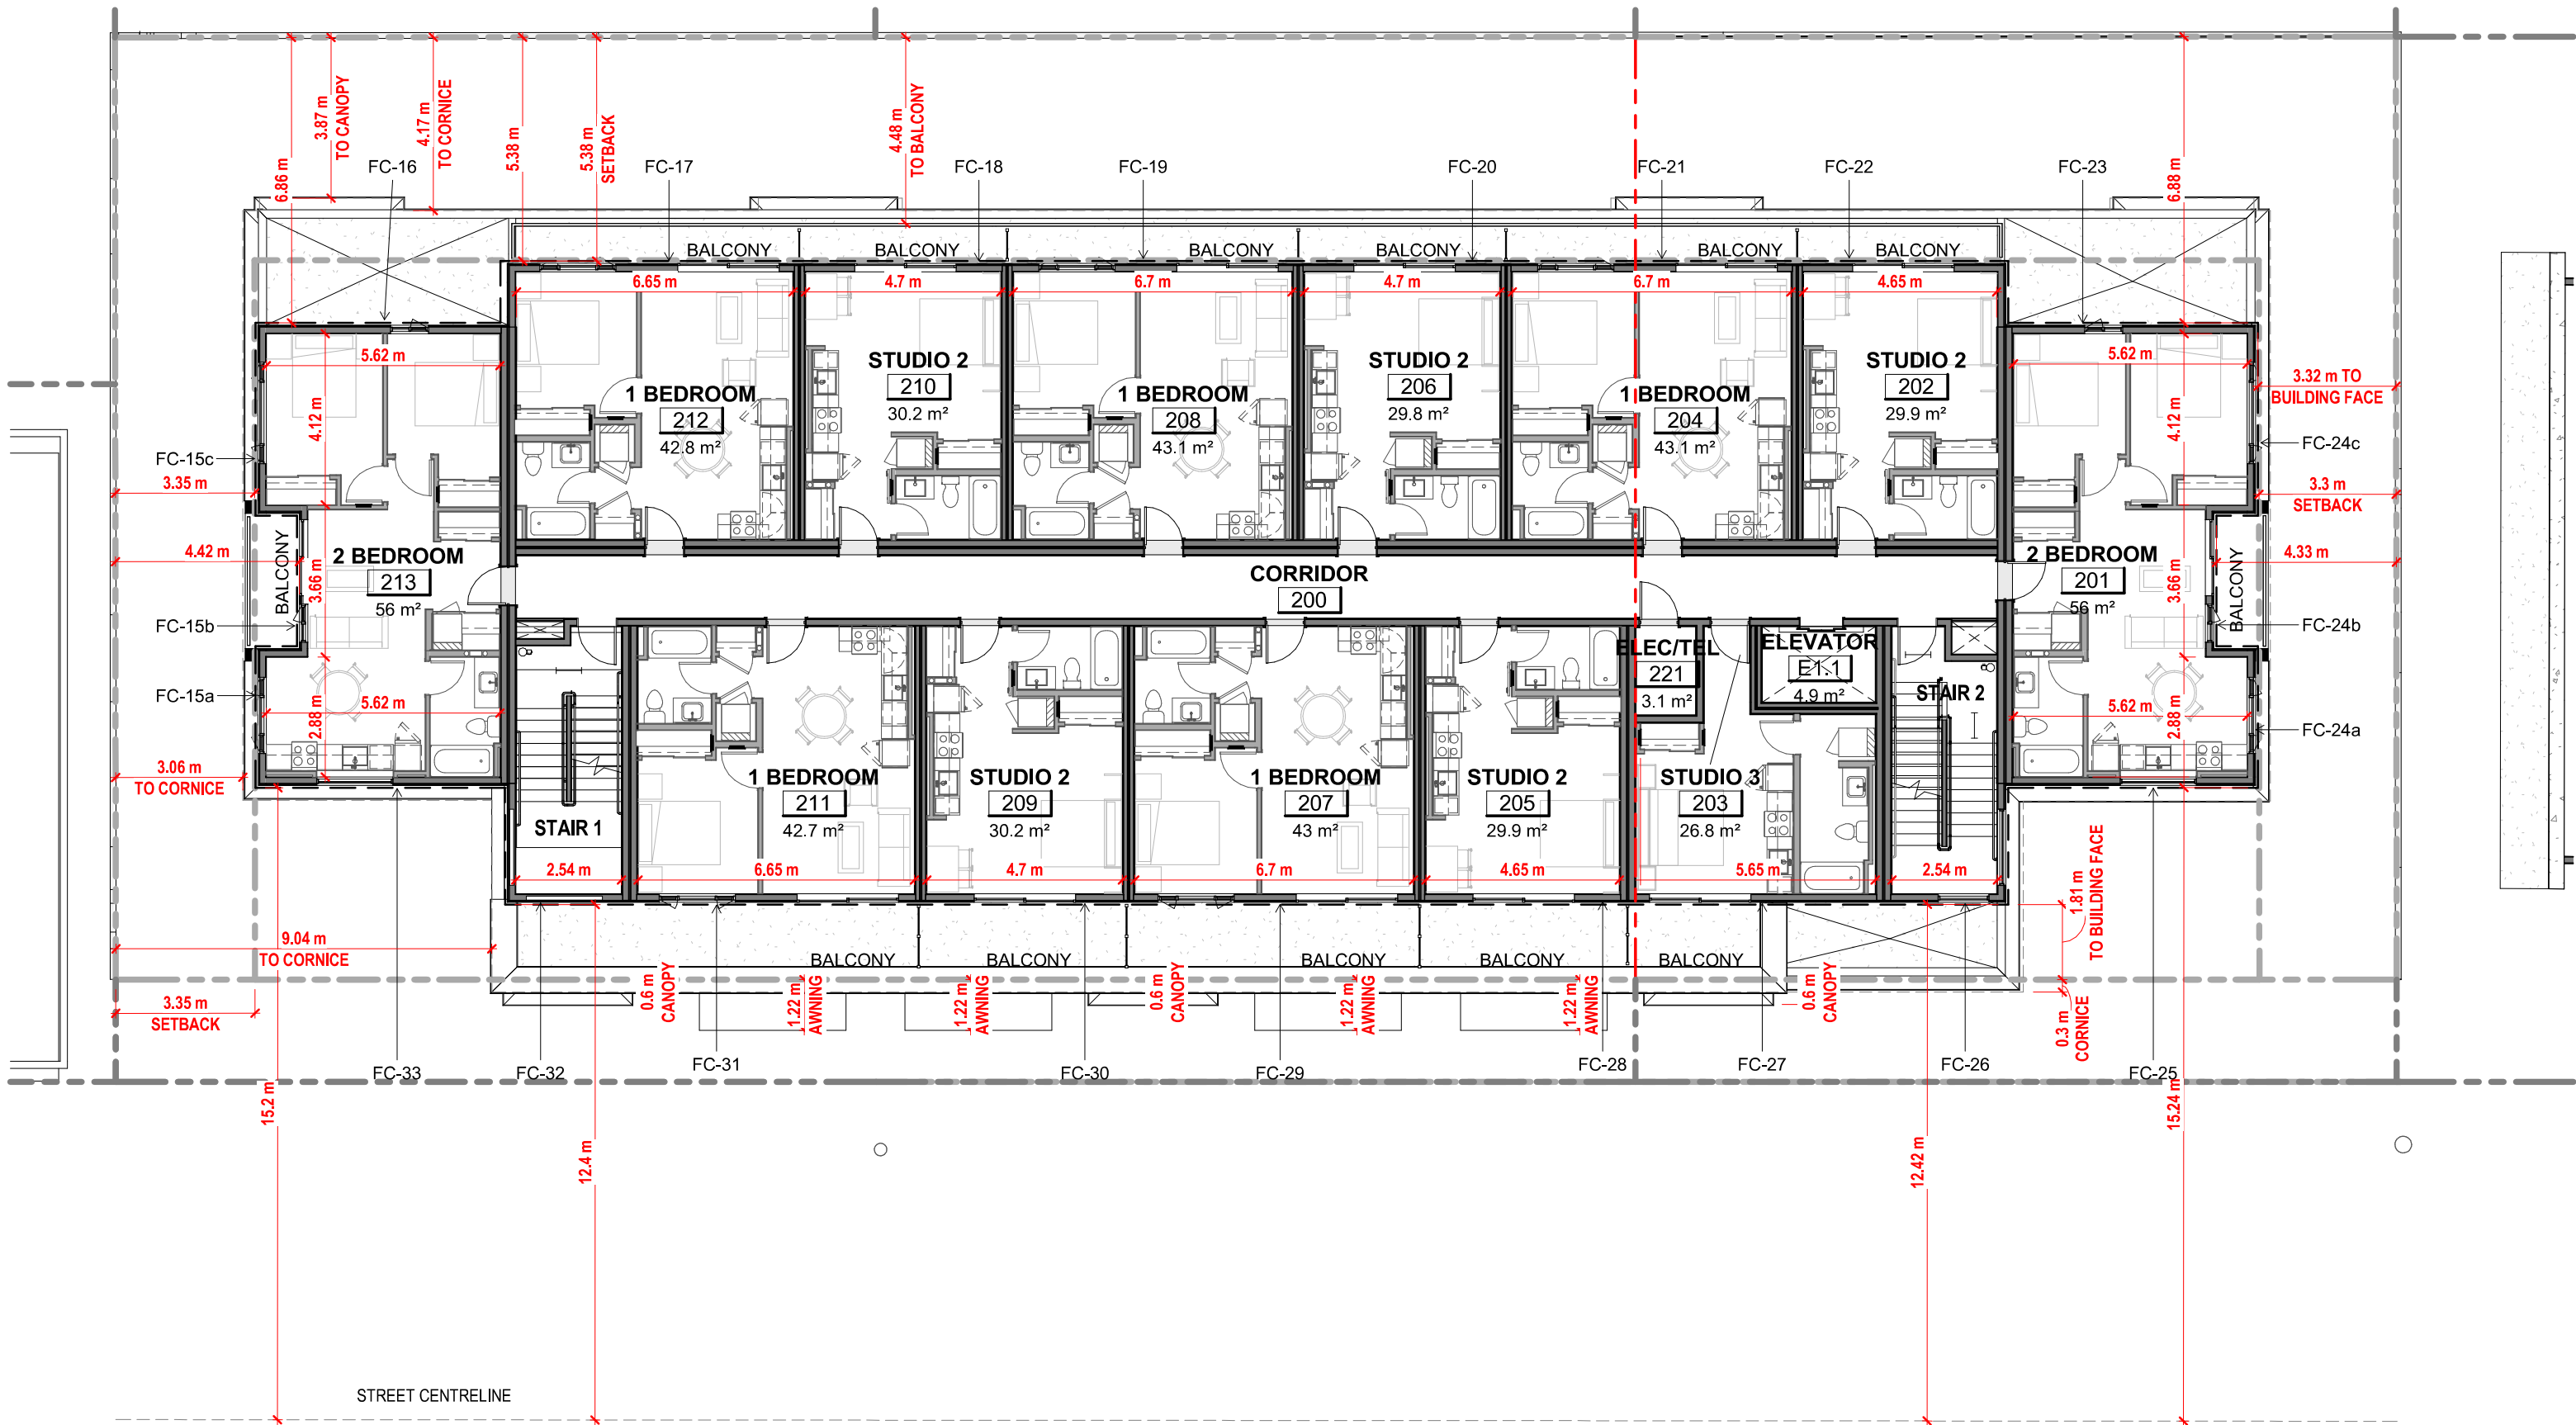 3.87 m
TO CANOPY
4.17 m
TO CORNICE
6.86 m
5.38 m
5.38 m
SETBACK
4.48 m
TO BALCONY
6.88 m
FC-16
FC-17
FC-18
FC-19
FC-20
FC-21
FC-22
FC-23
BALCONY
BALCONY
BALCONY
BALCONY
BALCONY
BALCONY
6.65 m
4.7 m
6.7 m
4.7 m
6.7 m
4.65 m
5.62 m
5.62 m
STUDIO 2
210
30.2 m²
STUDIO 2
206
29.8 m²
STUDIO 2
202
29.9 m²
1 BEDROOM
212
42.8 m²
1 BEDROOM
208
43.1 m²
1 BEDROOM
204
43.1 m²
3.32 m TO
BUILDING FACE
4.12 m
4.12 m
FC-15c
3.35 m
FC-24c
3.3 m
SETBACK
4.42 m
BALCONY
2 BEDROOM
213
56 m²
3.66 m
CORRIDOR
200
2 BEDROOM
201
56 m²
3.66 m
BALCONY
4.33 m
FC-15b
FC-24b
ELEC/TEL
221
3.1 m²
ELEVATOR
E1.1
4.9 m²
FC-15a
5.62 m
2.88 m
STAIR 2
5.62 m
2.88 m
FC-24a
3.06 m
TO CORNICE
STAIR 1
1 BEDROOM
211
42.7 m²
STUDIO 2
209
30.2 m²
1 BEDROOM
207
43 m²
STUDIO 2
205
29.9 m²
STUDIO 3
203
26.8 m²
2.54 m
6.65 m
4.7 m
6.7 m
4.65 m
5.65 m
2.54 m
1.81 m
TO BUILDING FACE
9.04 m
TO CORNICE
BALCONY
BALCONY
BALCONY
BALCONY
BALCONY
3.35 m
SETBACK
0.6 m
CANOPY
1.22 m
AWNING
1.22 m
AWNING
0.6 m
CANOPY
1.22 m
AWNING
1.22 m
AWNING
0.6 m
CANOPY
0.3 m
CORNICE
FC-33
FC-32
FC-31
FC-30
FC-29
FC-28
FC-27
FC-26
FC-25
15.2 m
12.4 m
12.42 m
15.24 m
STREET CENTRELINE